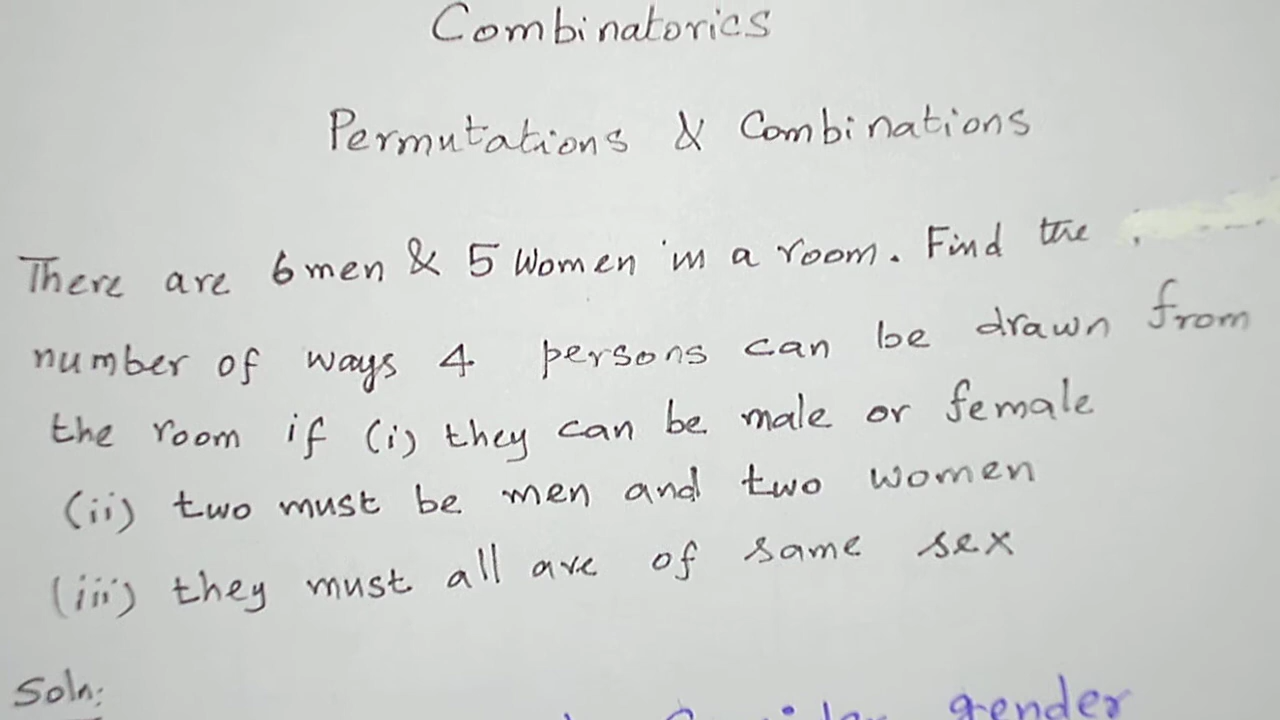 Combinatorics
Permutations & Combinations
There are 6 men & 5 Women in a room. Find the
number of ways 4 persons can be drawn from
the room if (i) they can be male or female
(ii) two must be men and two women
(iii) they must all are of same sex
Soln:
gender